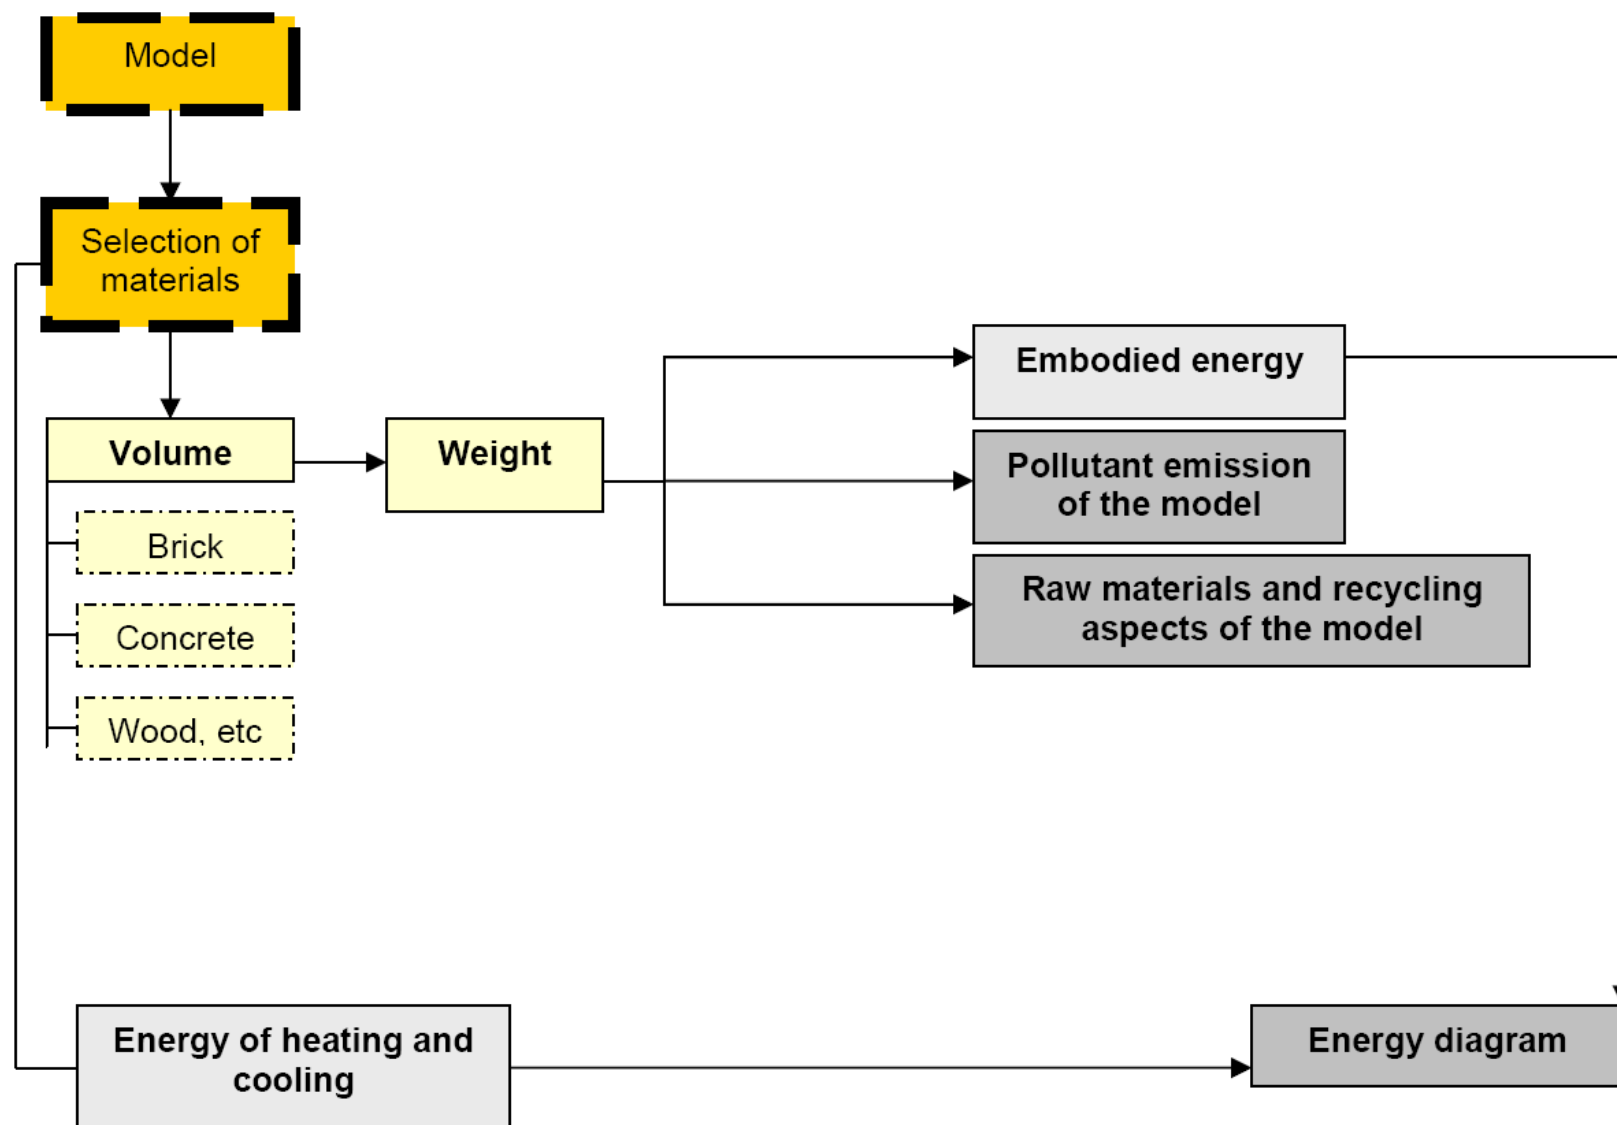 Model
Selection of
materials
Volume
Weight
Brick
Concrete
Wood, etc
Embodied energy
Pollutant emission
of the model
Raw materials and recycling
aspects of the model
Energy of heating and
cooling
Energy diagram